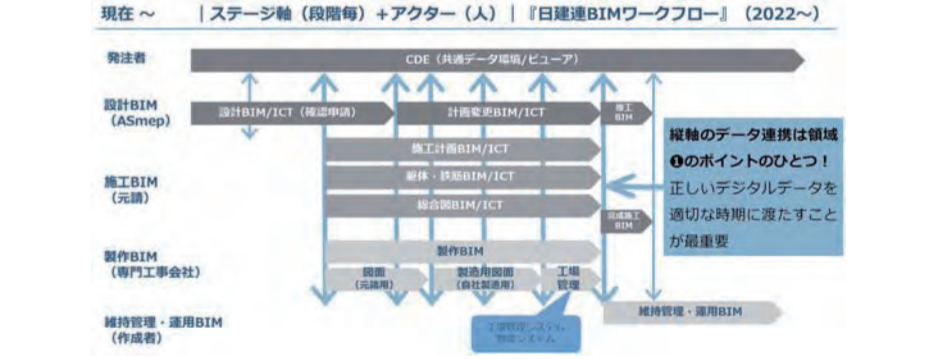 現在 ~ ｜ステージ軸（段階毎）＋アクター（人）｜『日建連BIMワークフロー』（2022～）
発注者
CDE（共通データ環境/ビューア）
設計BIM
（ASmep）
設計BIM/ICT（確認申請）
計画変更BIM/ICT
竣工
BIM
施工BIM
（元請）
施工計画BIM/ICT
躯体・鉄筋BIM/ICT
総合図BIM/ICT
完成施工
BIM
縦軸のデータ連携は領域
❶のポイントのひとつ！
正しいデジタルデータを
適切な時期に渡たすこと
が最重要
製作BIM
（専門工事会社）
製作BIM
図面
（元請用）
製造用図面
（自社製造用）
工場
管理
工場管理システム
維持管理・運用BIM
（作成者）
維持管理・運用BIM